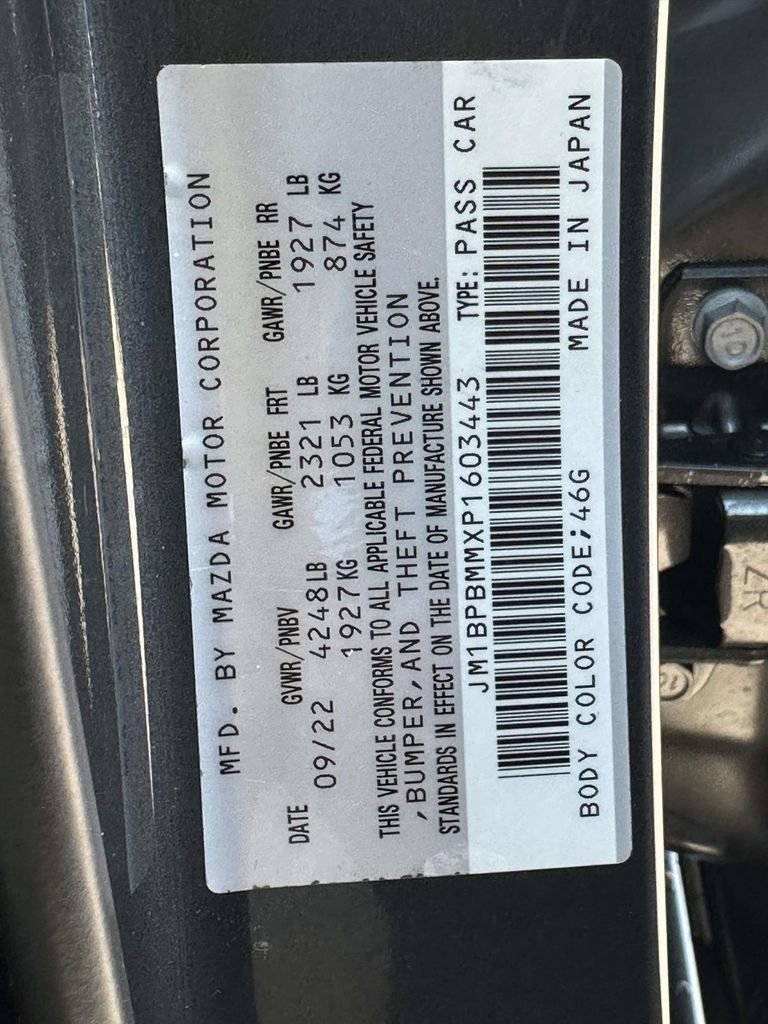 MFD. BY MAZDA MOTOR CORPORATION
DATE GVWR/PNBV GAWR/PNBE FRT GAWR/PNBE RR
09/22 4248LB 2321 LB 1927 LB
1927KG 1053 KG 874 KG
THIS VEHICLE CONFORMS TO ALL APPLICABLE FEDERAL MOTOR VEHICLE SAFETY
,BUMPER,AND THEFT PREVENTION
STANDARDS IN EFFECT ON THE DATE OF MANUFACTURE SHOWN ABOVE.
JM1BPBMMXP1603443 TYPE: PASS CAR
BODY COLOR CODE;46G MADE IN JAPAN
2R